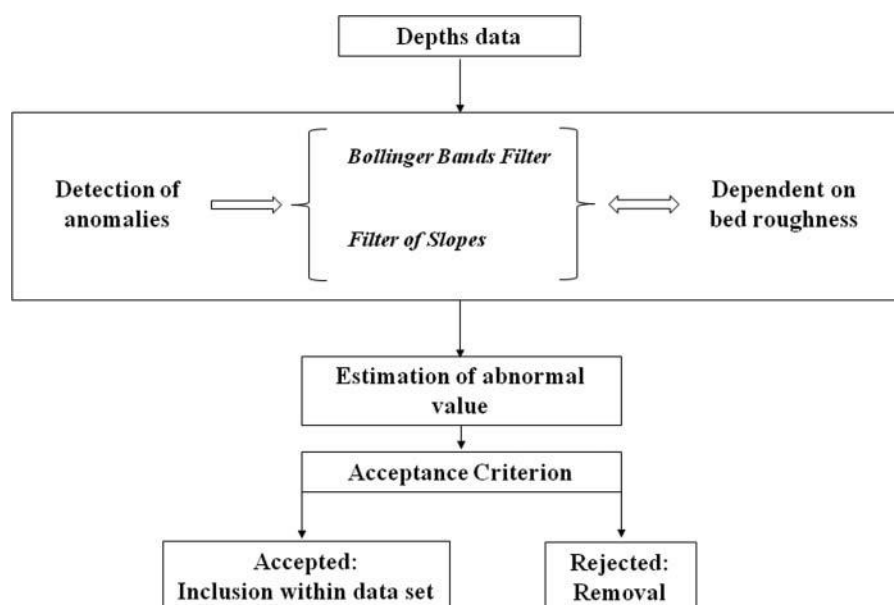 Depths data
Bollinger Bands Filter
Detection of
anomalies
Dependent on
bed roughness
Filter of Slopes
Estimation of abnormal
value
Acceptance Criterion
Accepted:
Inclusion within data set
Rejected:
Removal